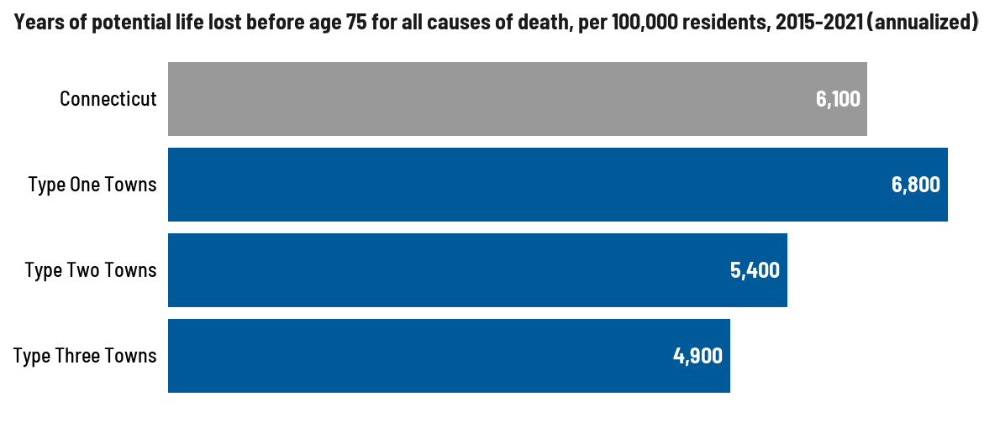 Years of potential life lost before age 75 for all causes of death, per 100,000 residents, 2015-2021 (annualized)
Connecticut 6,100
Type One Towns 6,800
Type Two Towns 5,400
Type Three Towns 4,900